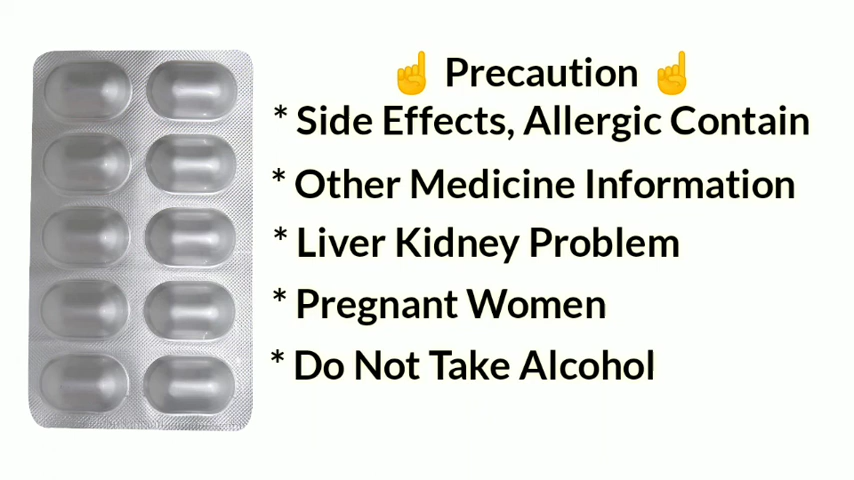 ☝ Precaution ☝
* Side Effects, Allergic Contain
* Other Medicine Information
* Liver Kidney Problem
* Pregnant Women
* Do Not Take Alcohol